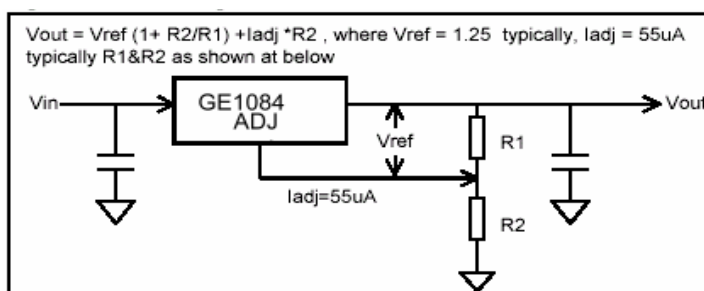 Vout = Vref (1+ R2/R1) +Iadj *R2 , where Vref = 1.25 typically, Iadj = 55uA
typically R1&R2 as shown at below
Vin
GE1084
ADJ
Vref
R1
Vout
Iadj=55uA
R2